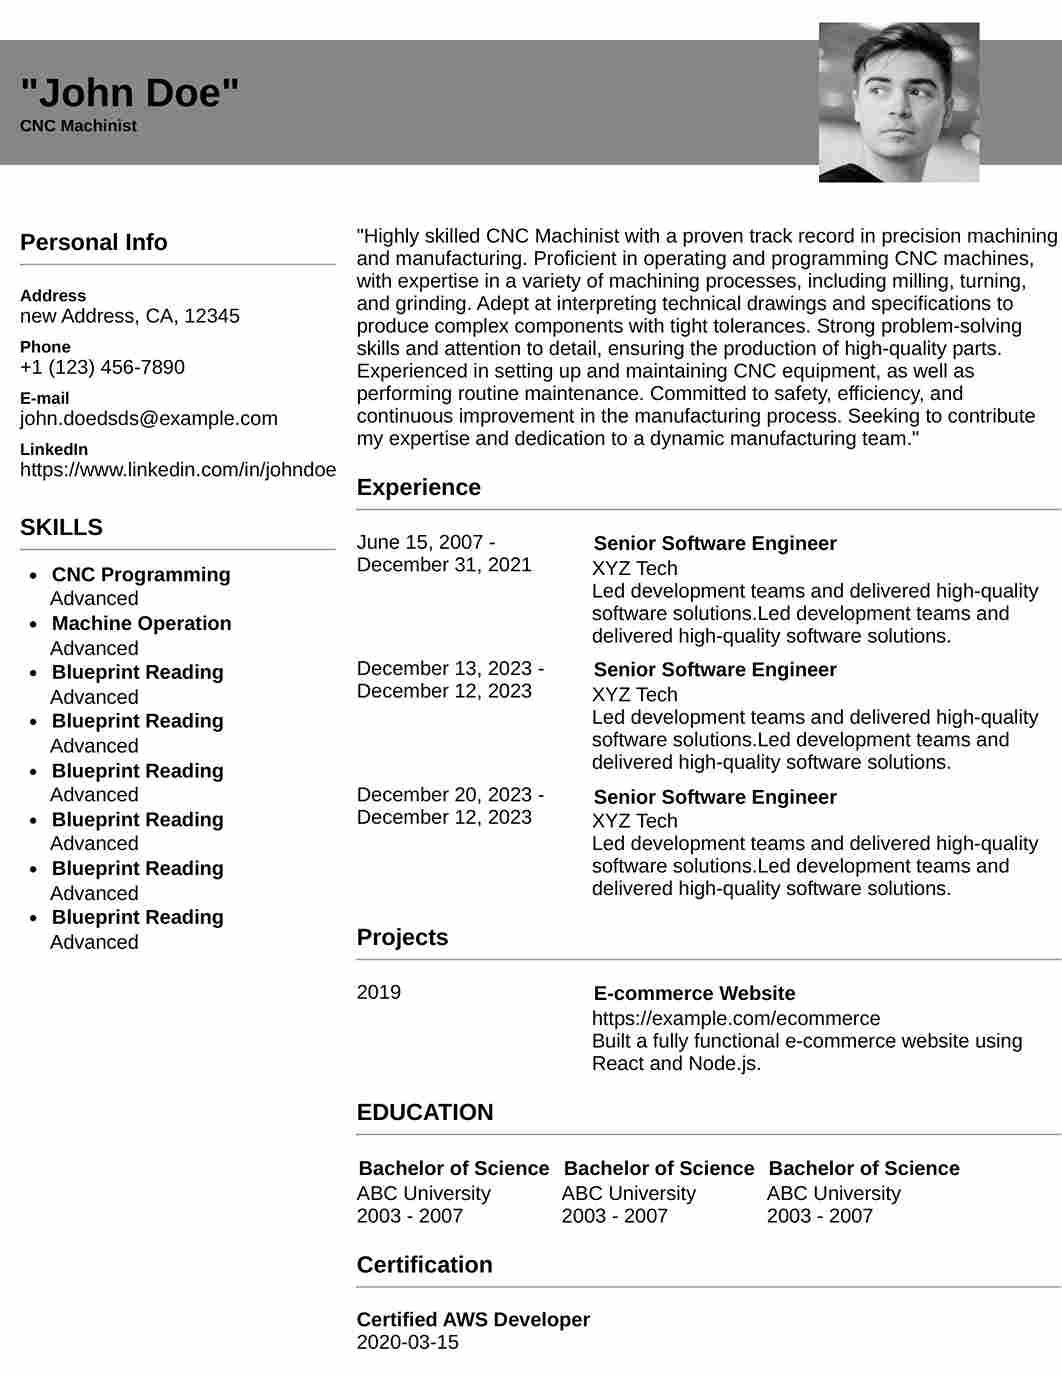 "John Doe"
CNC Machinist
Personal Info
Address
new Address, CA, 12345
Phone
+1 (123) 456-7890
E-mail
john.doedsds@example.com
LinkedIn
https://www.linkedin.com/in/johndoe
SKILLS
• CNC Programming
Advanced
• Machine Operation
Advanced
• Blueprint Reading
Advanced
• Blueprint Reading
Advanced
• Blueprint Reading
Advanced
• Blueprint Reading
Advanced
• Blueprint Reading
Advanced
• Blueprint Reading
Advanced
"Highly skilled CNC Machinist with a proven track record in precision machining
and manufacturing. Proficient in operating and programming CNC machines,
with expertise in a variety of machining processes, including milling, turning,
and grinding. Adept at interpreting technical drawings and specifications to
produce complex components with tight tolerances. Strong problem-solving
skills and attention to detail, ensuring the production of high-quality parts.
Experienced in setting up and maintaining CNC equipment, as well as
performing routine maintenance. Committed to safety, efficiency, and
continuous improvement in the manufacturing process. Seeking to contribute
my expertise and dedication to a dynamic manufacturing team."
Experience
June 15, 2007 -
December 31, 2021
Senior Software Engineer
XYZ Tech
Led development teams and delivered high-quality
software solutions.Led development teams and
delivered high-quality software solutions.
December 13, 2023 -
December 12, 2023
Senior Software Engineer
XYZ Tech
Led development teams and delivered high-quality
software solutions.Led development teams and
delivered high-quality software solutions.
December 20, 2023 -
December 12, 2023
Senior Software Engineer
XYZ Tech
Led development teams and delivered high-quality
software solutions.Led development teams and
delivered high-quality software solutions.
Projects
2019
E-commerce Website
https://example.com/ecommerce
Built a fully functional e-commerce website using
React and Node.js.
EDUCATION
Bachelor of Science
ABC University
2003 - 2007
Bachelor of Science
ABC University
2003 - 2007
Bachelor of Science
ABC University
2003 - 2007
Certification
Certified AWS Developer
2020-03-15